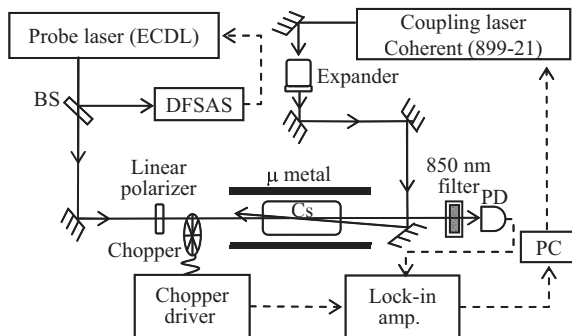 Probe laser (ECDL)
Coupling laser
Coherent (899-21)
Expander
BS
DFSAS
Linear
polarizer
μ metal
850 nm
filter
PD
Cs
Chopper
PC
Chopper
driver
Lock-in
amp.